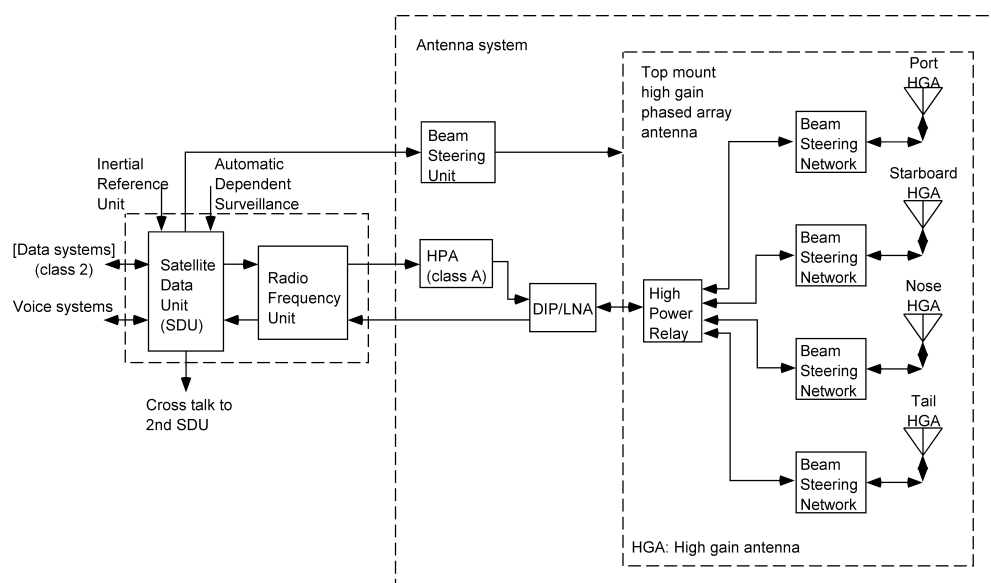 Antenna system
Top mount
high gain
phased array
antenna
Port
HGA
Beam
Steering
Network
Beam
Steering
Unit
Inertial
Reference
Unit
Automatic
Dependent
Surveillance
Starboard
HGA
Beam
Steering
Network
[Data systems]
(class 2)
Voice systems
Satellite
Data
Unit
(SDU)
Radio
Frequency
Unit
HPA
(class A)
DIP/LNA
High
Power
Relay
Nose
HGA
Beam
Steering
Network
Cross talk to
2nd SDU
Tail
HGA
Beam
Steering
Network
HGA: High gain antenna